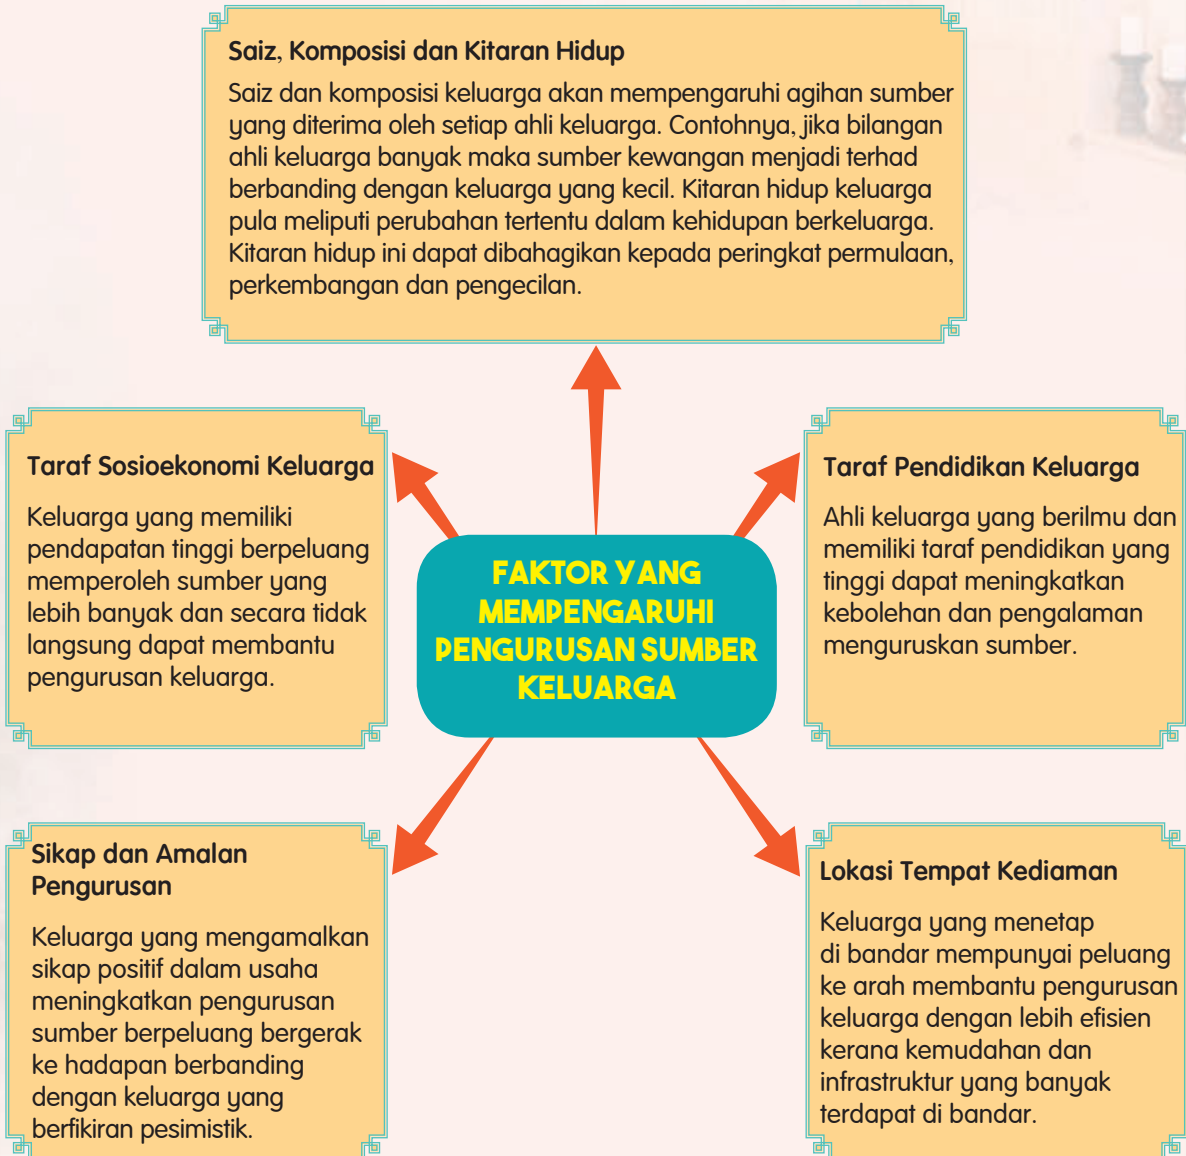 Saiz, Komposisi dan Kitaran Hidup
Saiz dan komposisi keluarga akan mempengaruhi agihan sumber
yang diterima oleh setiap ahli keluarga. Contohnya, jika bilangan
ahli keluarga banyak maka sumber kewangan menjadi terhad
berbanding dengan keluarga yang kecil. Kitaran hidup keluarga
pula meliputi perubahan tertentu dalam kehidupan berkeluarga.
Kitaran hidup ini dapat dibahagikan kepada peringkat permulaan,
perkembangan dan pengecilan.
Taraf Sosioekonomi Keluarga
Keluarga yang memiliki
pendapatan tinggi berpeluang
memperoleh sumber yang
lebih banyak dan secara tidak
langsung dapat membantu
pengurusan keluarga.
FAKTOR YANG
MEMPENGARUHI
PENGURUSAN SUMBER
KELUARGA
Taraf Pendidikan Keluarga
Ahli keluarga yang berilmu dan
memiliki taraf pendidikan yang
tinggi dapat meningkatkan
kebolehan dan pengalaman
menguruskan sumber.
Sikap dan Amalan
Pengurusan
Keluarga yang mengamalkan
sikap positif dalam usaha
meningkatkan pengurusan
sumber berpeluang bergerak
ke hadapan berbanding
dengan keluarga yang
berfikiran pesimistik.
Lokasi Tempat Kediaman
Keluarga yang menetap
di bandar mempunyai peluang
ke arah membantu pengurusan
keluarga dengan lebih efisien
kerana kemudahan dan
infrastruktur yang banyak
terdapat di bandar.